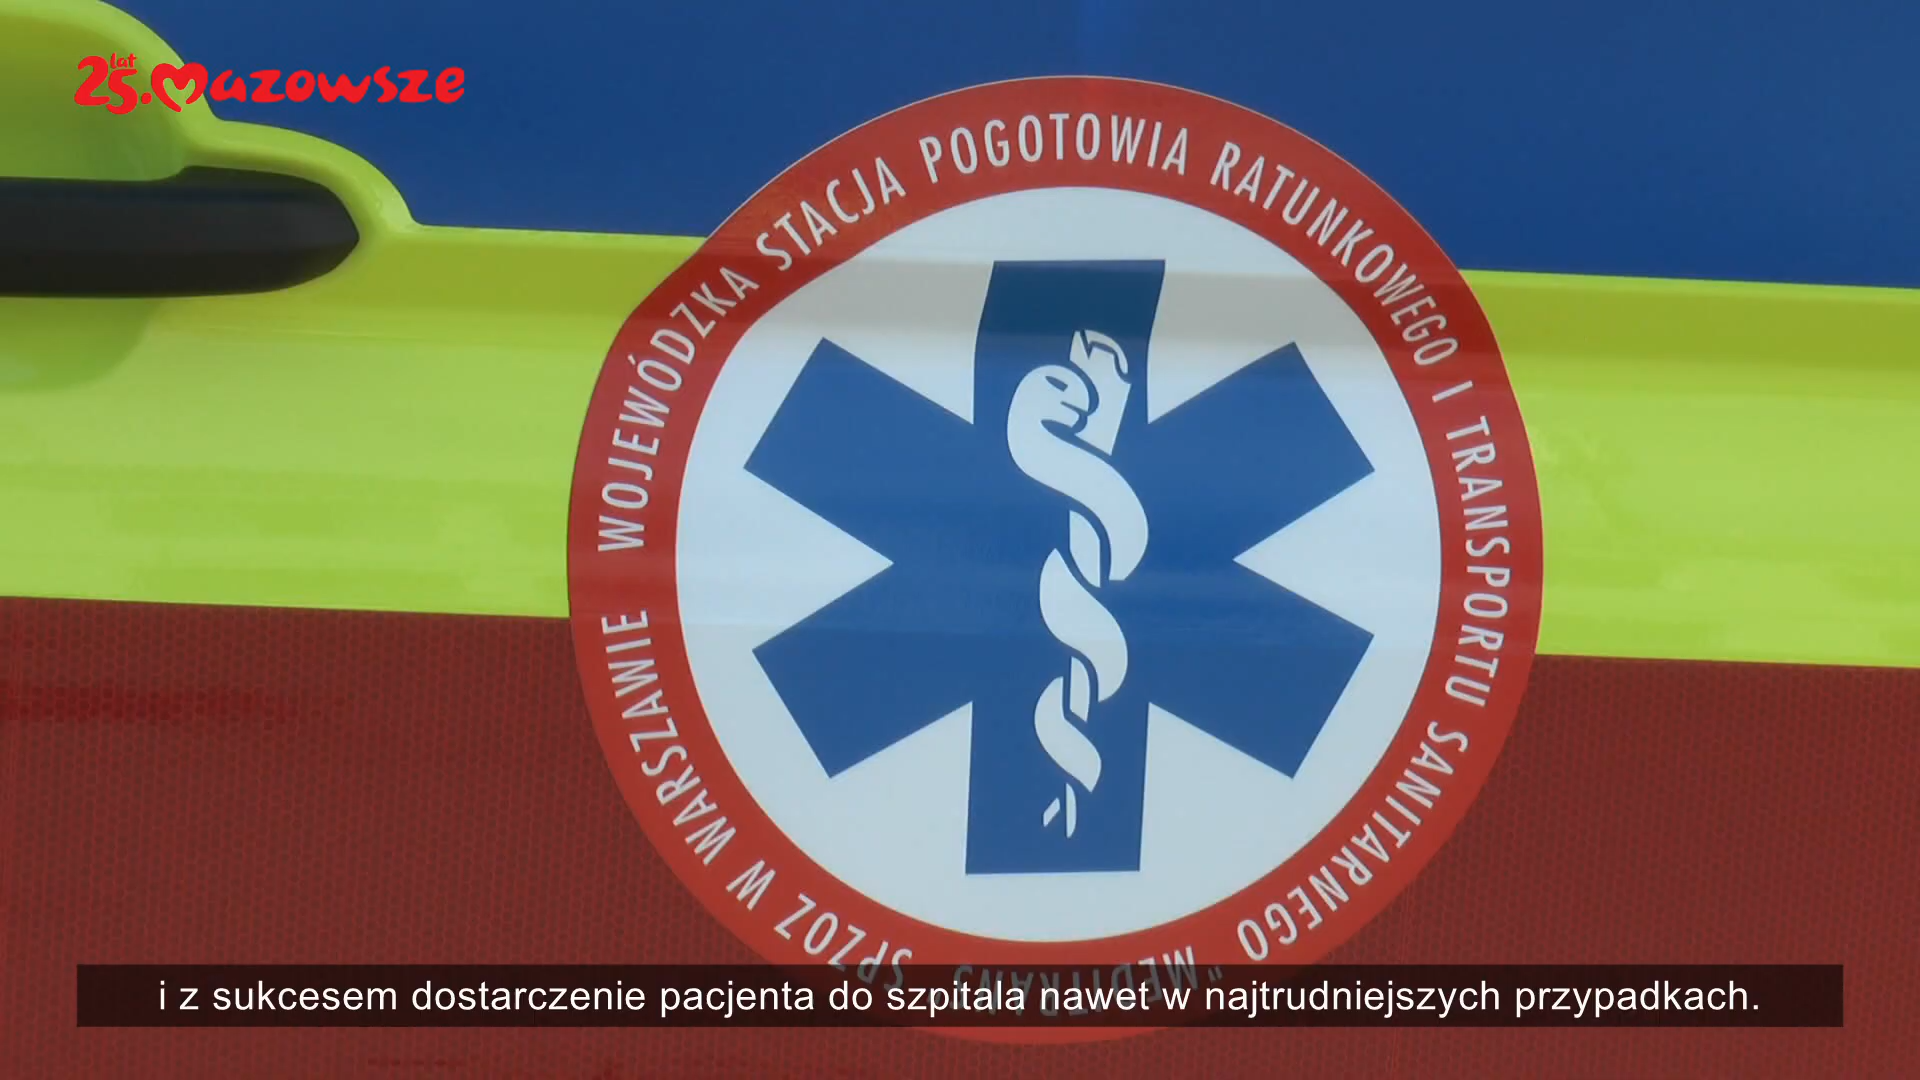 25 lat. Mazowsze
WOJEWÓDZKA STACJA POGOTOWIA RATUNKOWEGO I TRANSPORTU SANITARNEGO "MEDITRANS" SPZOZ W WARSZAWIE
i z sukcesem dostarczenie pacjenta do szpitala nawet w najtrudniejszych przypadkach.